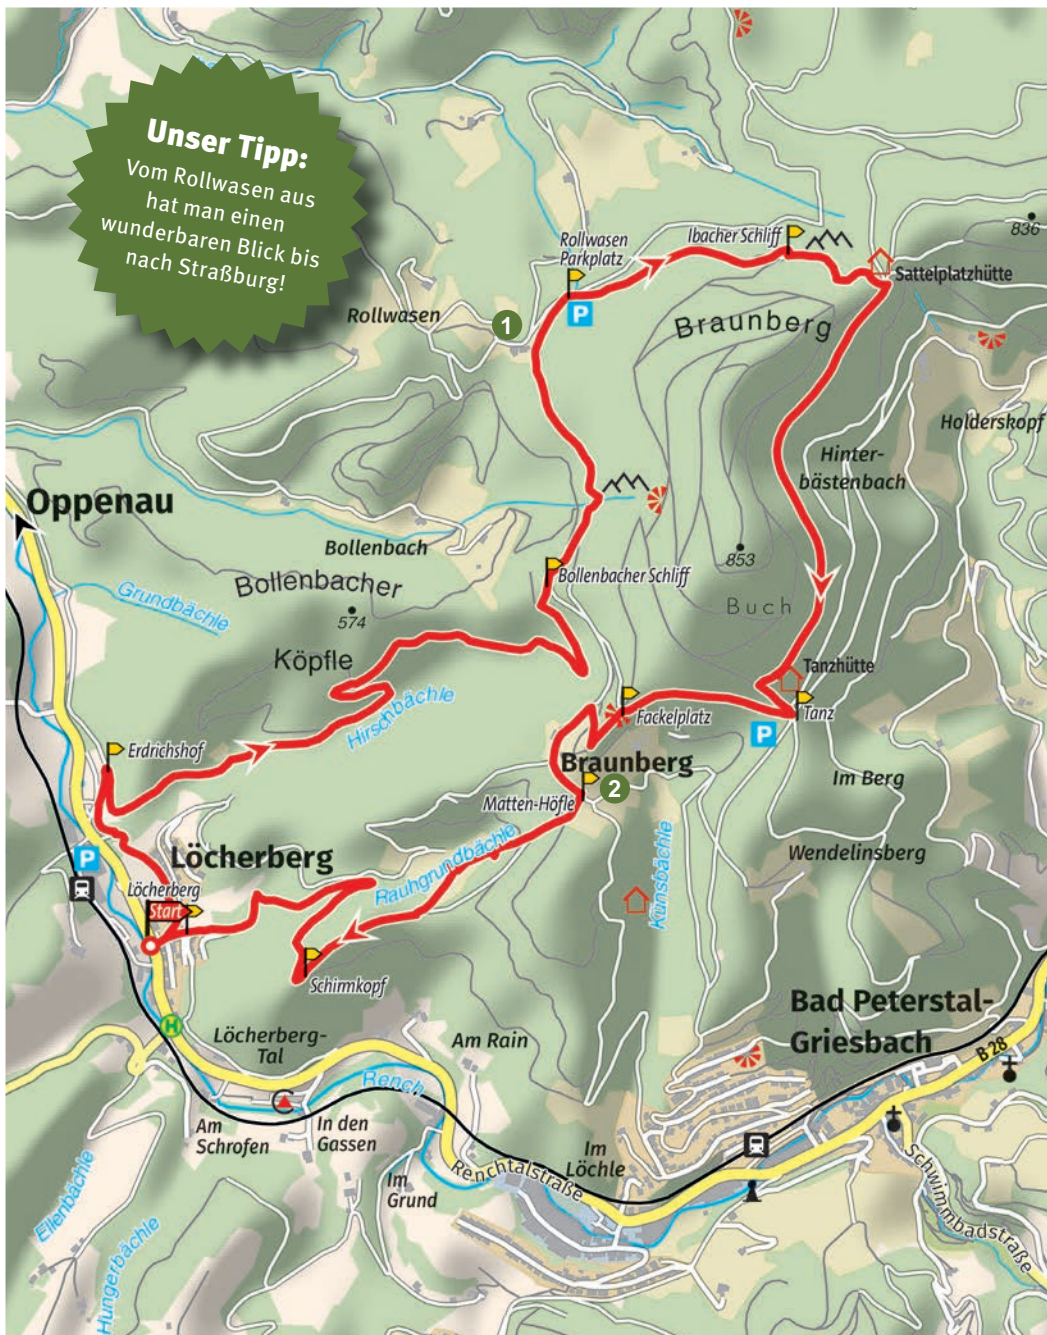 Unser Tipp:
Vom Rollwasen aus
hat man einen
wunderbaren Blick bis
nach Straßburg!
836
Ibacher Schliff
Rollwasen
Parkplatz
Sattelplatzhütte
Rollwasen
1
P
Braunberg
Holderskopf
Hinter-
bästenbach
Oppenau
Bollenbach
853
Bollenbacher Schliff
Bollenbacher
Grundbächle
574
Buch
Köpfle
Tanzhütte
Hirschbächle
Fackelplatz
Tanz
P
Erdrichshof
Braunberg
2
Im Berg
Matten-Höfle
Künsbächle
Rauhgrundbächle
Wendelinsberg
P
Löcherberg
Löcherberg
Start
Schirmkopf
Bad Peterstal-
Griesbach
H
Löcherberg-
Tal
Am Rain
B 28
Rench
Am
Schrofen
In den
Gassen
Im
Löchle
Im
Grund
Renchtalstraße
Schwimmbadstraße
Eilenbächle
Hungerbächle